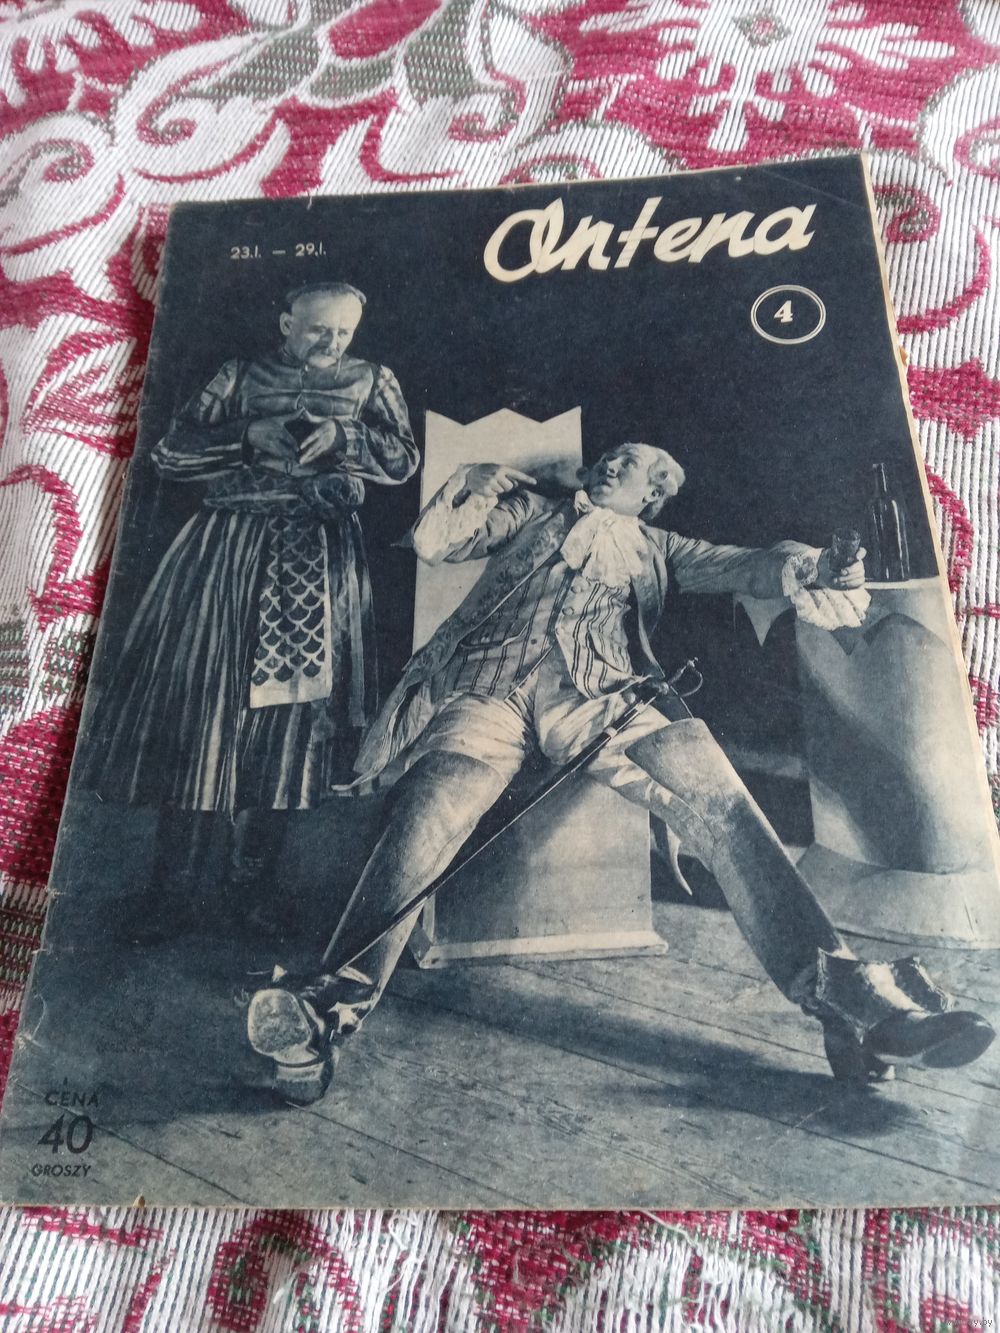 23.I. — 29.I.
Antena
4
CENA
40
GROSZY